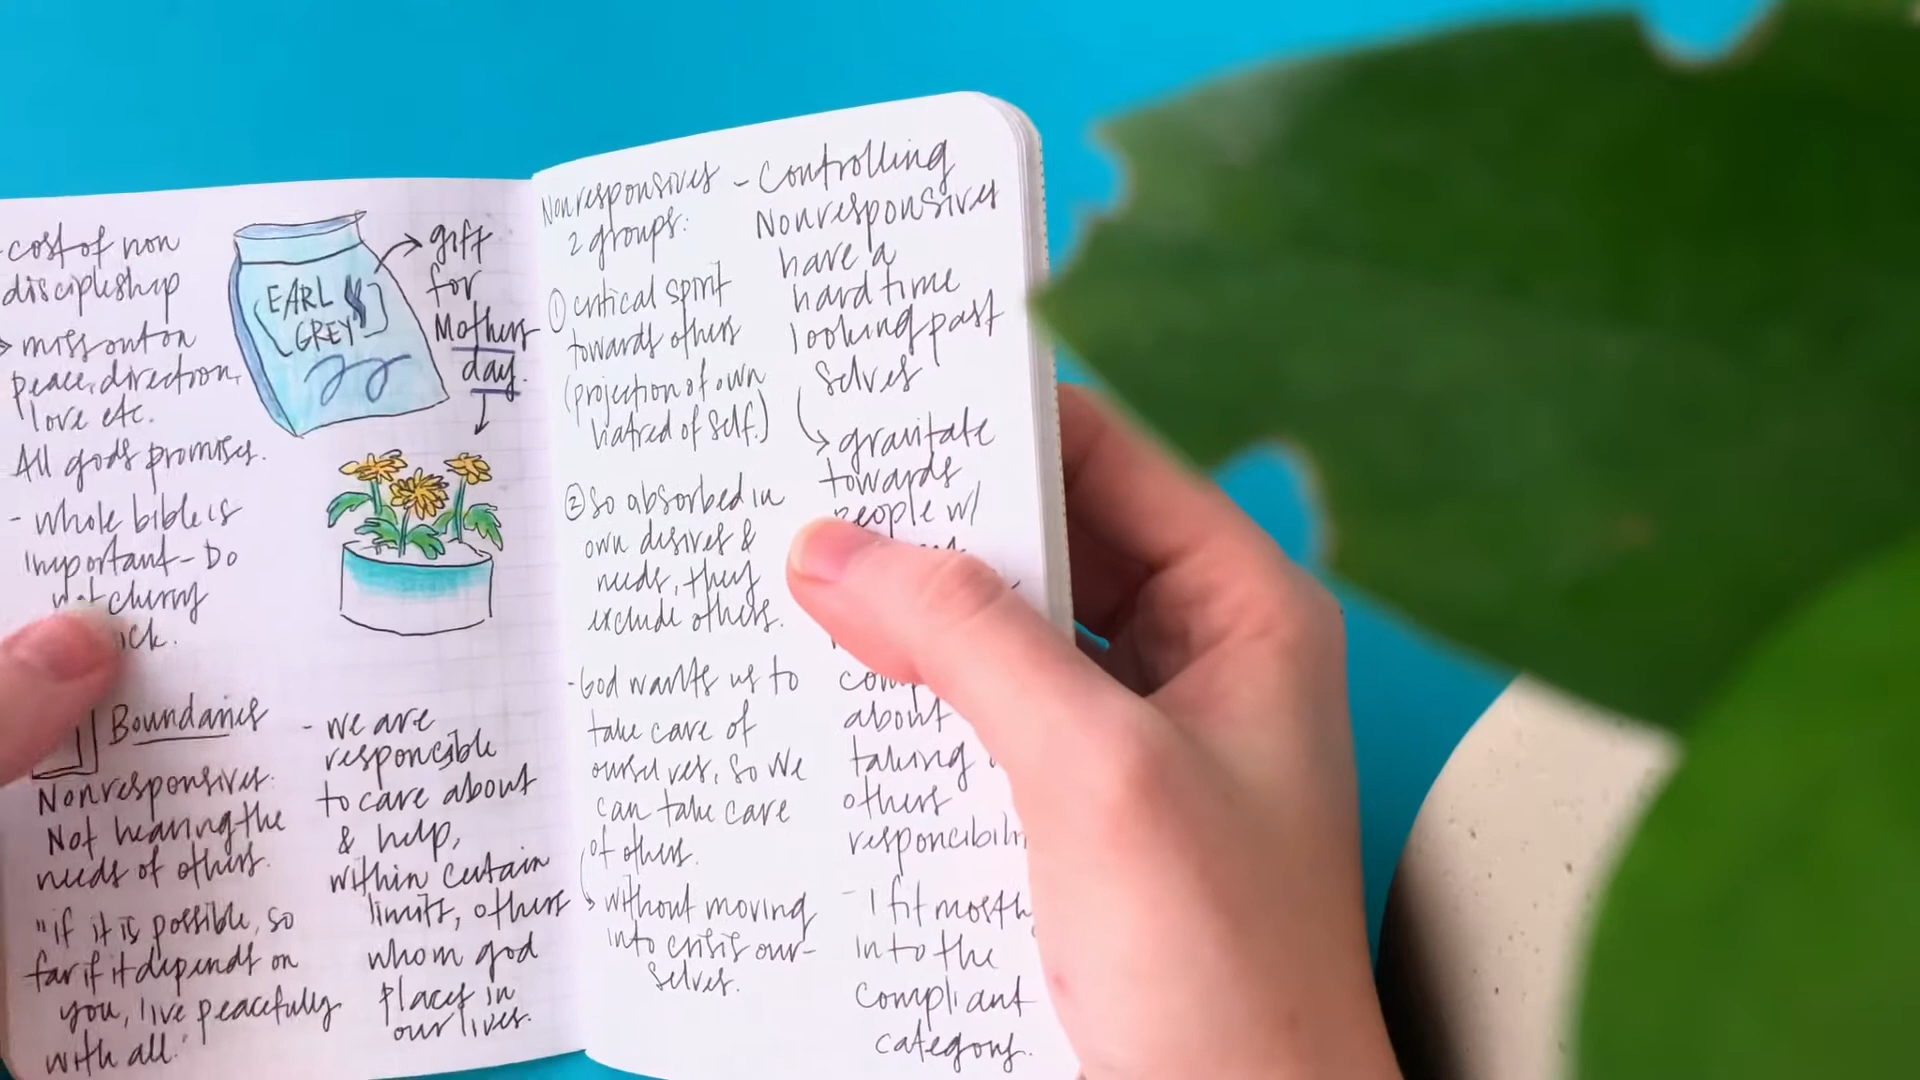 - cost of non
discipleship
> miss out on
peace, direction,
love etc.
All gods promises.
- whole bible is
important - Do
not cherry
ick.
EARL
GREY
gift
for
Mothers
day.
Boundaries
Nonresponsives:
Not hearing the
needs of others.
"if it is possible, so
far if it depends on
you, live peacefully
with all."
- we are
responcible
to care about
& help,
within certain
limits, others
whom god
places in
our lives.
Nonresponsives
2 groups:
① critical spirit
towards others
(projection of own
hatred of self.)
② so absorbed in
own desires &
needs, they
exclude others.
- God wants us to
take care of
ourselves, so we
can take care
of others.
without moving
into crisis our-
selves.
- Controlling
Nonresponsives
have a
hard time
looking past
selves
gravitate
towards
people w/
about
taking
others
responcibili
- I fit mostly
into the
compliant
category.